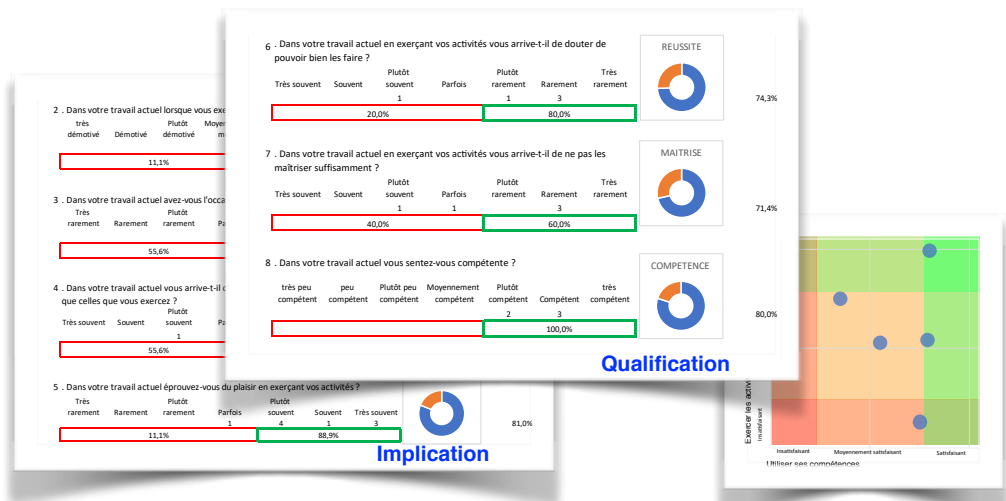 6 . Dans votre travail actuel en exerçant vos activités vous arrive-t-il de douter de
pouvoir bien les faire ?
Très souvent Souvent Plutôt souvent Parfois Plutôt rarement Rarement Très rarement
1 1 3
20,0% 80,0%
REUSSITE
74,3%
7 . Dans votre travail actuel en exerçant vos activités vous arrive-t-il de ne pas les
maîtriser suffisamment ?
Très souvent Souvent Plutôt souvent Parfois Plutôt rarement Rarement Très rarement
1 1 3
40,0% 60,0%
MAITRISE
71,4%
8 . Dans votre travail actuel vous sentez-vous compétente ?
très peu compétent peu compétent Plutôt peu compétent Moyennement compétent Plutôt compétent Compétent très compétent
2 3
100,0%
COMPETENCE
80,0%
Qualification
2 . Dans votre travail actuel lorsque vous
très démotivé Démotivé Plutôt démotivé
11,1%
3 . Dans votre travail actuel avez-vous
Très rarement Rarement Plutôt rarement
55,6%
4 . Dans votre travail actuel vous arrive-t-il
que celles que vous exercez ?
Très souvent Souvent Plutôt souvent
1
55,6%
5 . Dans votre travail actuel éprouvez-vous du plaisir en exerçant vos activités ?
Très rarement Rarement Plutôt rarement Parfois Plutôt souvent Souvent Très souvent
1 4 1 3
11,1% 88,9%
81,0%
Implication
Exercer les
Insatisfaisant
Insatisfaisant Moyennement satisfaisant Satisfaisant
Utiliser ses compétences